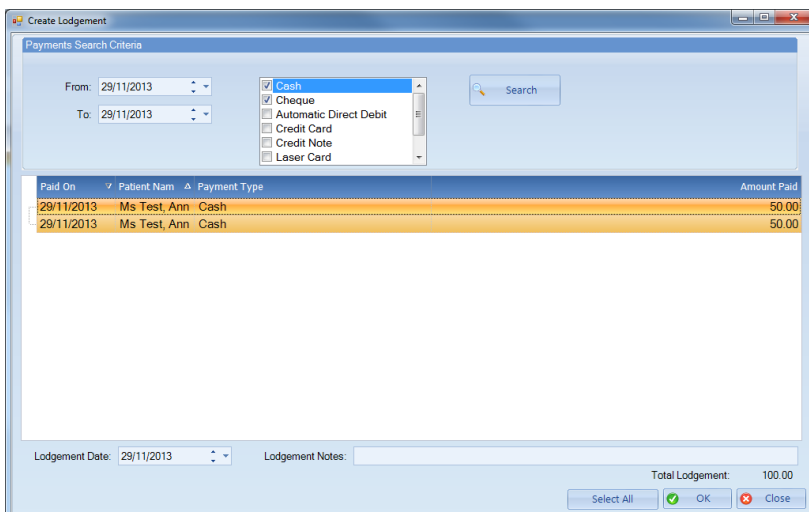 Create Lodgement
Payments Search Criteria
From: 29/11/2013
To: 29/11/2013
Cash
Cheque
Automatic Direct Debit
Credit Card
Credit Note
Laser Card
Search
Paid On Patient Nam Payment Type Amount Paid
29/11/2013 Ms Test, Ann Cash 50.00
29/11/2013 Ms Test, Ann Cash 50.00
Lodgement Date: 29/11/2013 Lodgement Notes:
Total Lodgement: 100.00
Select All OK Close